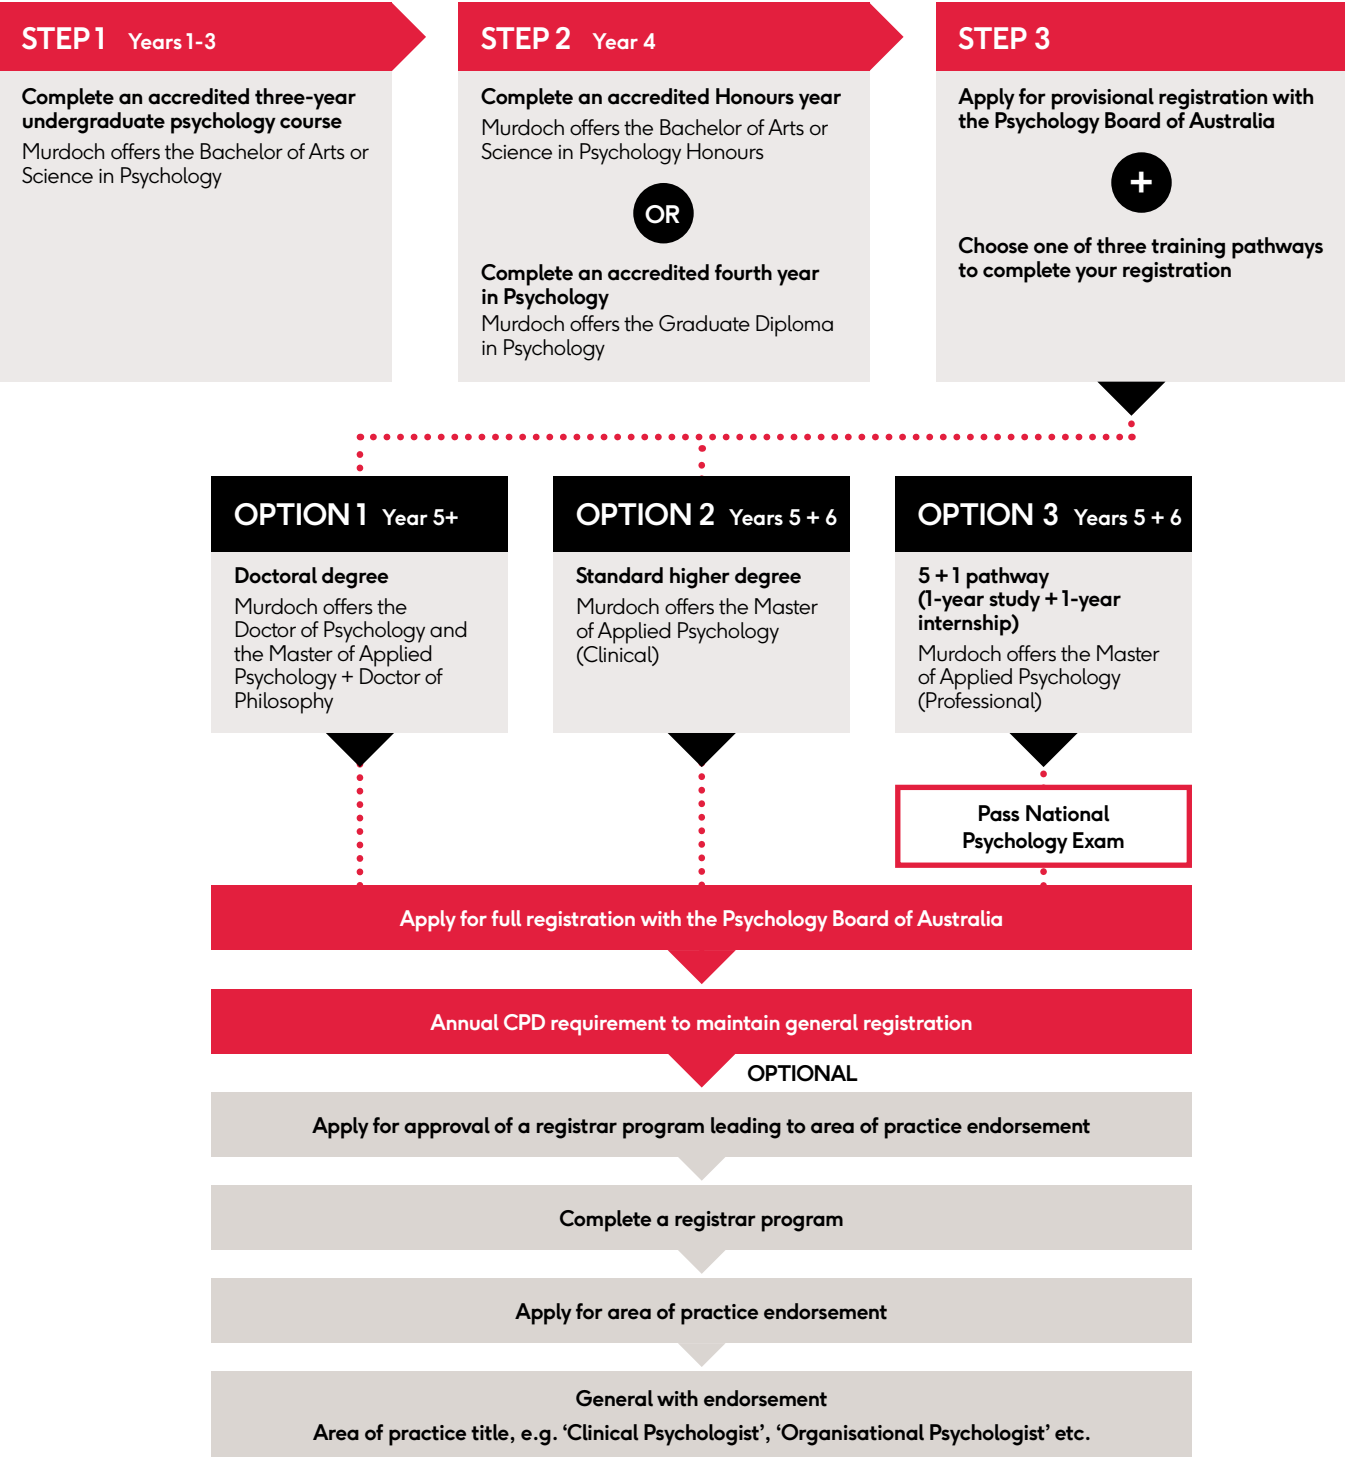 STEP 1 Years 1-3
Complete an accredited three-year
undergraduate psychology course
Murdoch offers the Bachelor of Arts or
Science in Psychology
STEP 2 Year 4
Complete an accredited Honours year
Murdoch offers the Bachelor of Arts or
Science in Psychology Honours
OR
Complete an accredited fourth year
in Psychology
Murdoch offers the Graduate Diploma
in Psychology
STEP 3
Apply for provisional registration with
the Psychology Board of Australia
+
Choose one of three training pathways
to complete your registration
OPTION 1 Year 5+
Doctoral degree
Murdoch offers the
Doctor of Psychology and
the Master of Applied
Psychology + Doctor of
Philosophy
OPTION 2 Years 5 + 6
Standard higher degree
Murdoch offers the Master
of Applied Psychology
(Clinical)
OPTION 3 Years 5 + 6
5 + 1 pathway
(1-year study + 1-year
internship)
Murdoch offers the Master
of Applied Psychology
(Professional)
Pass National
Psychology Exam
Apply for full registration with the Psychology Board of Australia
Annual CPD requirement to maintain general registration
OPTIONAL
Apply for approval of a registrar program leading to area of practice endorsement
Complete a registrar program
Apply for area of practice endorsement
General with endorsement
Area of practice title, e.g. ‘Clinical Psychologist’, ‘Organisational Psychologist’ etc.